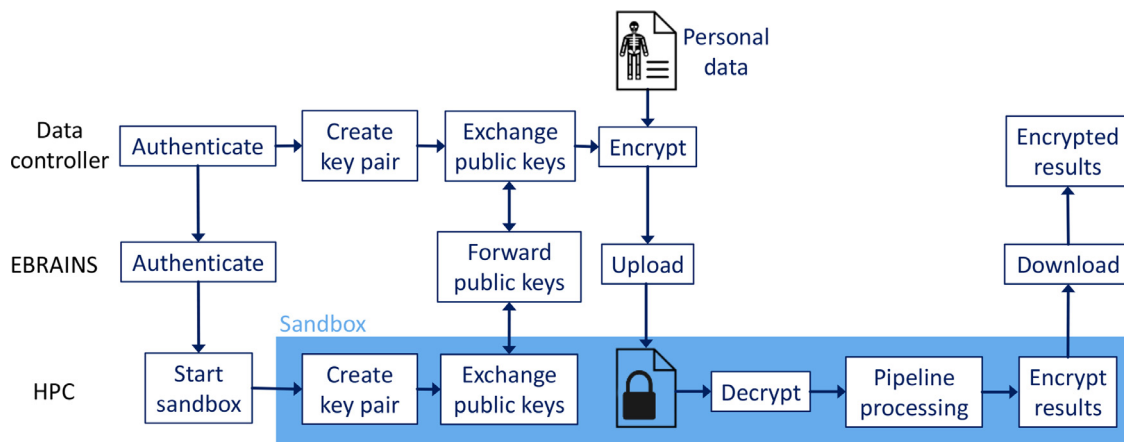 Personal
data
Data
controller
Authenticate
Create
key pair
Exchange
public keys
Encrypt
Encrypted
results
EBRAINS
Authenticate
Forward
public keys
Upload
Download
Sandbox
HPC
Start
sandbox
Create
key pair
Exchange
public keys
Decrypt
Pipeline
processing
Encrypt
results